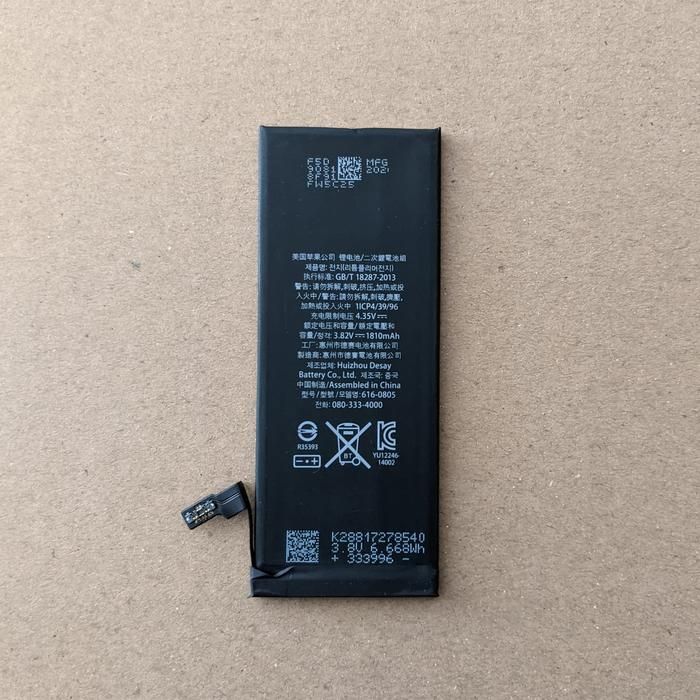 F5D MFG
9081 202
8F91
FW5C25
美国苹果公司 锂电池/二次鋰電池組
제품명: 전지(리튬폴리머전지)
执行标准: GB/T 18287-2013
警告: 请勿拆解,刺破,挤压,加热或投
入火中/警告: 請勿拆解,刺破,擠壓,
加熱或投入火中 1ICP4/39/96
充电限制电压 4.35V⎓
额定电压和容量/額定電壓和
容量/정격 3.82V⎓1810mAh
工厂: 惠州市德赛电池有限公司
製造商: 惠州市德賽電池有限公司
제조업체: Huizhou Desay
Battery Co., Ltd. 제조국: 중국
中国制造/Assembled in China
型号/型號/모델명: 616-0805
전화: 080-333-4000
R35393
BT
YU12246-
14002
K28817278540
3.8V 6.668Wh
+ 333996 -